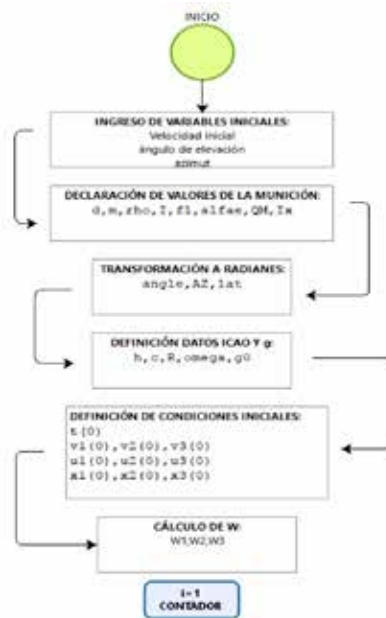 INICIO
INGRESO DE VARIABLES INICIALES:
Velocidad inicial
ángulo de elevación
azimut
DECLARACIÓN DE VALORES DE LA MUNICIÓN:
d,m,rho,I,fl,alfae,QM,Ix
TRANSFORMACIÓN A RADIANES:
angle,AZ,lat
DEFINICIÓN DATOS ICAO Y g:
h,c,R,omega,g0
DEFINICIÓN DE CONDICIONES INICIALES:
t(0)
v1(0),v2(0),v3(0)
u1(0),u2(0),u3(0)
x1(0),x2(0),x3(0)
CÁLCULO DE W:
W1,W2,W3
i=1
CONTADOR